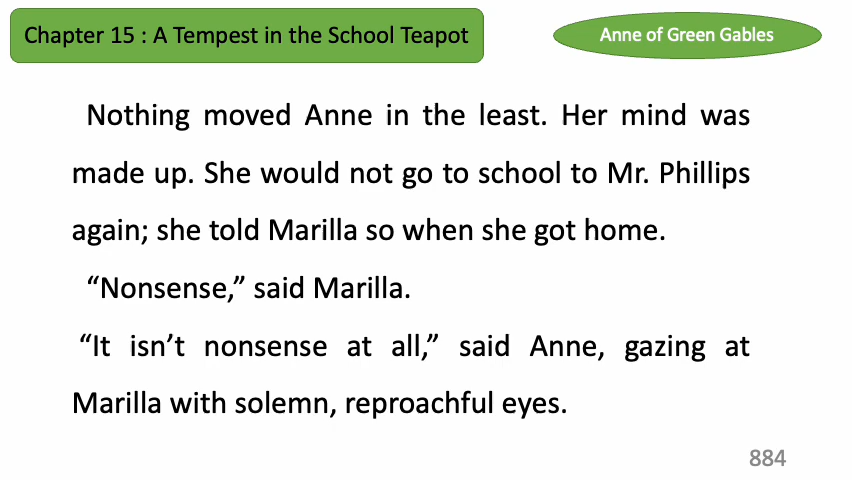 Chapter 15 : A Tempest in the School Teapot
Anne of Green Gables
Nothing moved Anne in the least. Her mind was
made up. She would not go to school to Mr. Phillips
again; she told Marilla so when she got home.
“Nonsense,” said Marilla.
“It isn’t nonsense at all,” said Anne, gazing at
Marilla with solemn, reproachful eyes.
884